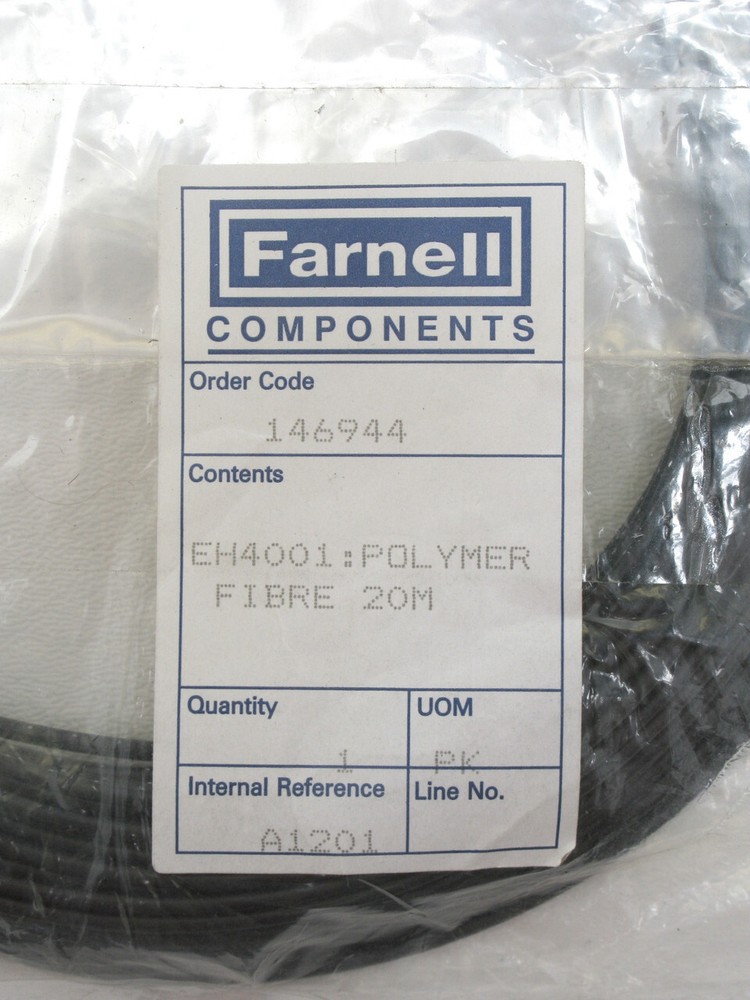 Farnell
COMPONENTS
Order Code
146944
Contents
EH4001:POLYMER
FIBRE 20M
Quantity
1
UOM
PK
Internal Reference
A1201
Line No.